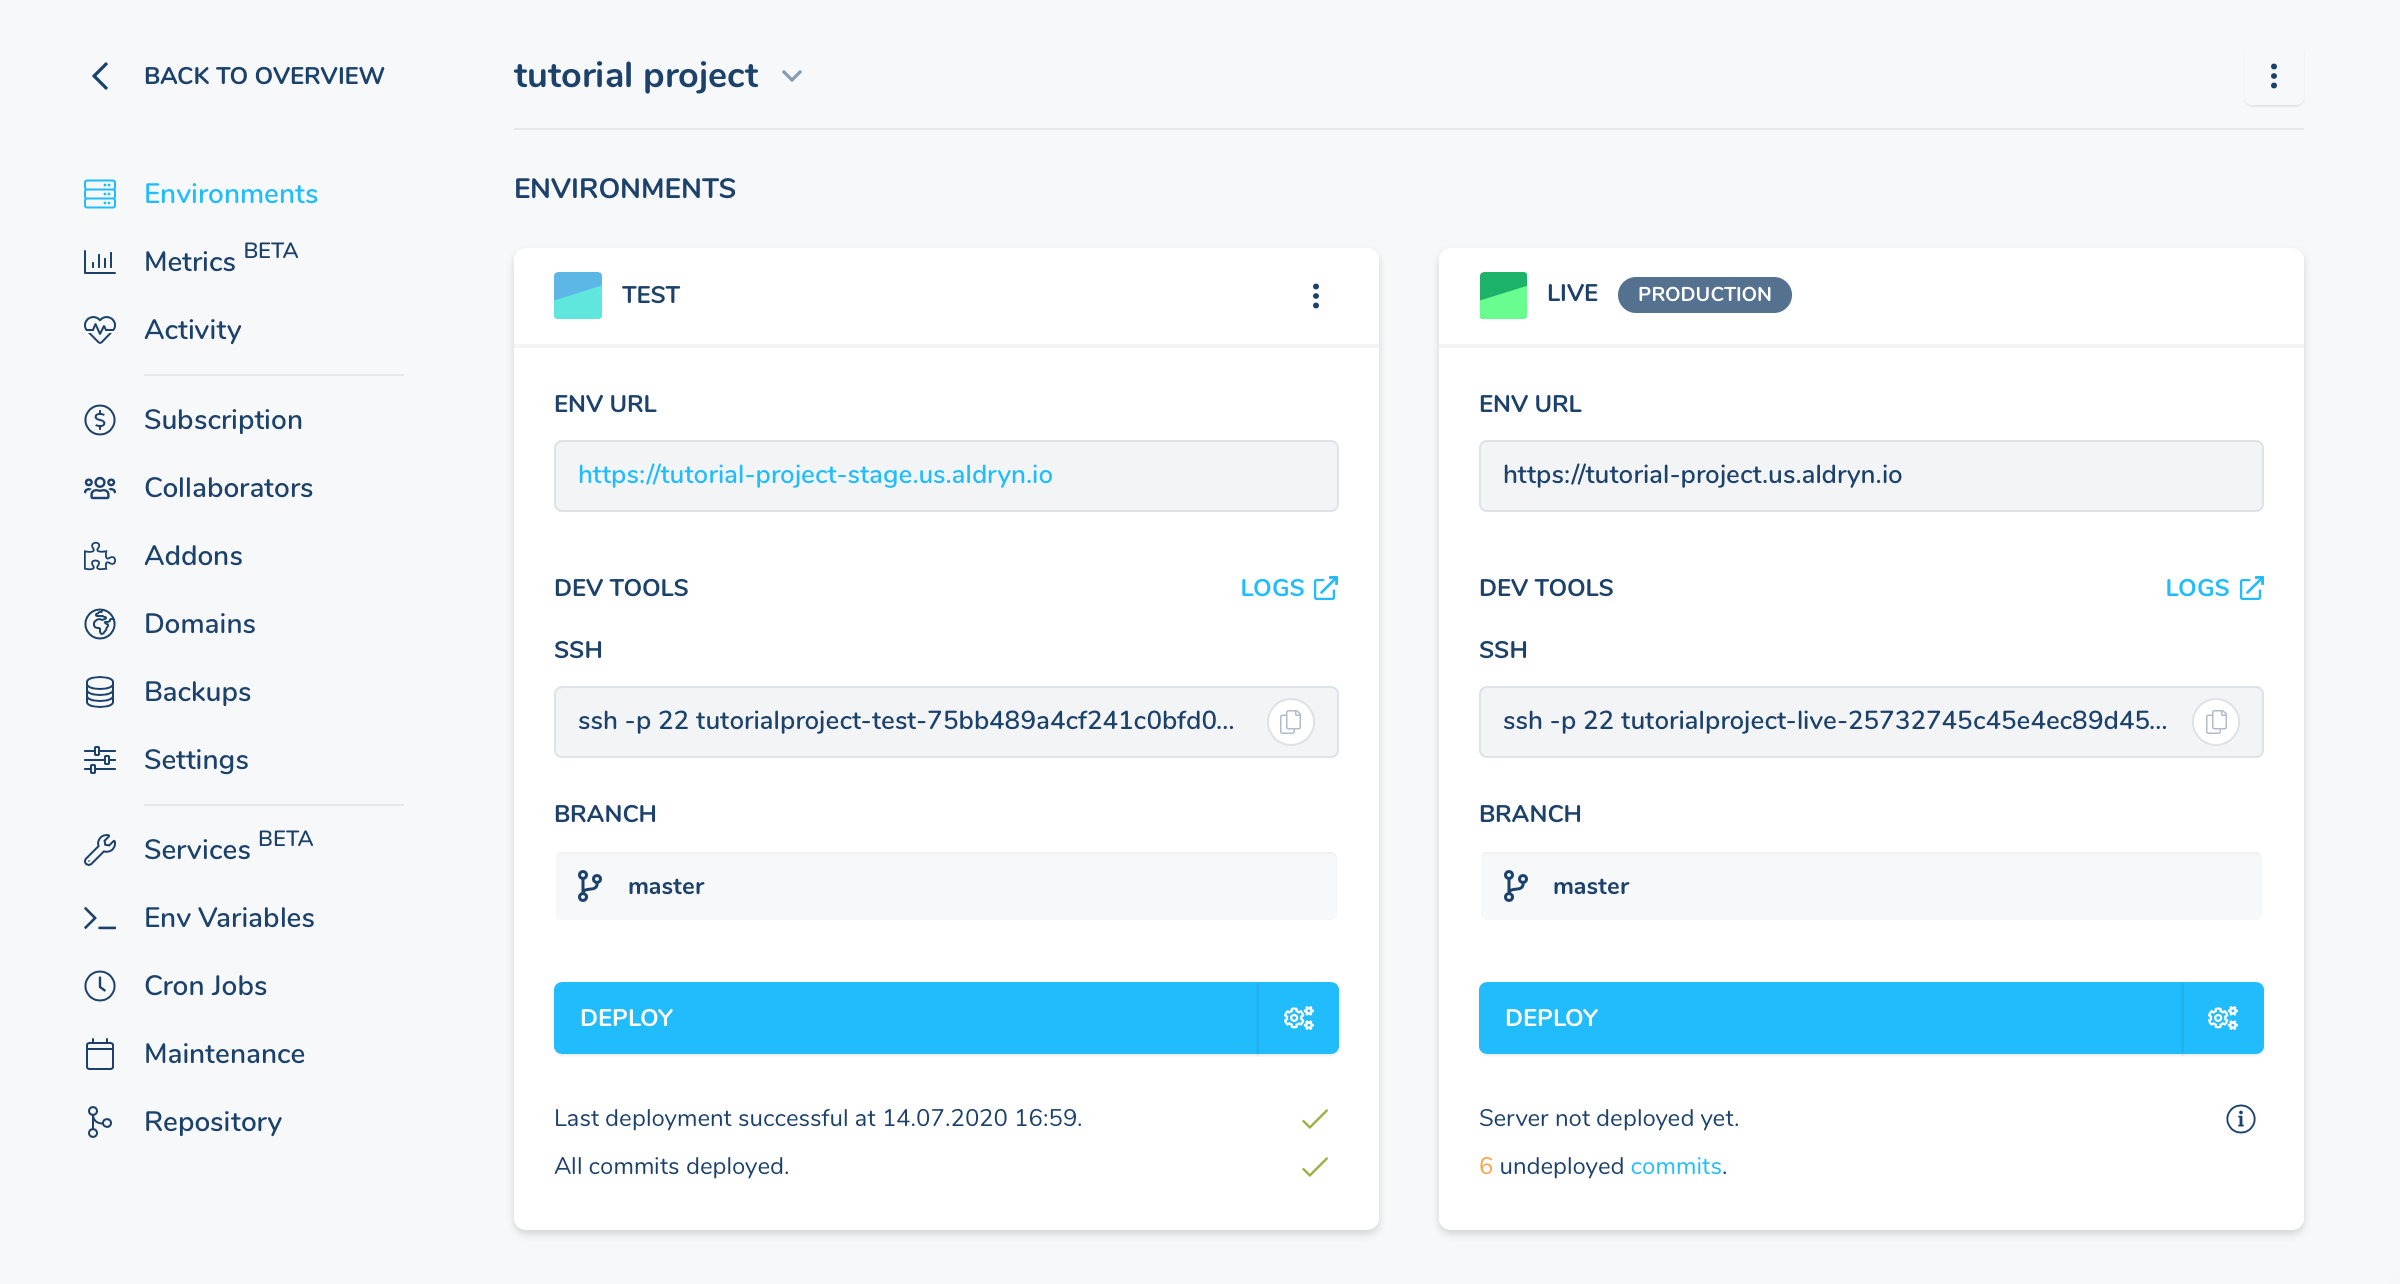 BACK TO OVERVIEW
tutorial project
Environments
Metrics BETA
Activity
Subscription
Collaborators
Addons
Domains
Backups
Settings
Services BETA
Env Variables
Cron Jobs
Maintenance
Repository
ENVIRONMENTS
TEST
ENV URL
https://tutorial-project-stage.us.aldryn.io
DEV TOOLS
LOGS
SSH
ssh -p 22 tutorialproject-test-75bb489a4cf241c0bfd0...
BRANCH
master
DEPLOY
Last deployment successful at 14.07.2020 16:59.
All commits deployed.
LIVE PRODUCTION
ENV URL
https://tutorial-project.us.aldryn.io
DEV TOOLS
LOGS
SSH
ssh -p 22 tutorialproject-live-25732745c45e4ec89d45...
BRANCH
master
DEPLOY
Server not deployed yet.
6 undeployed commits.